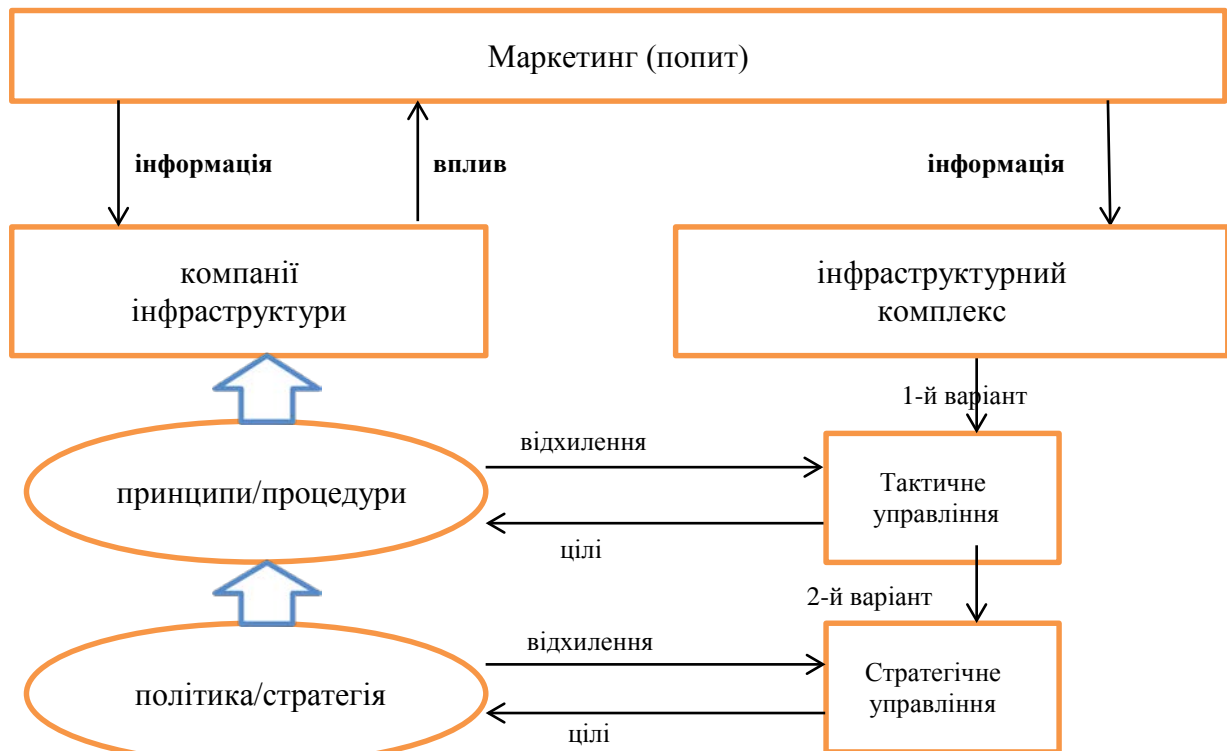 Маркетинг (попит)
інформація
вплив
інформація
компанії
інфраструктури
інфраструктурний
комплекс
1-й варіант
відхилення
принципи/процедури
Тактичне
управління
цілі
2-й варіант
відхилення
політика/стратегія
Стратегічне
управління
цілі